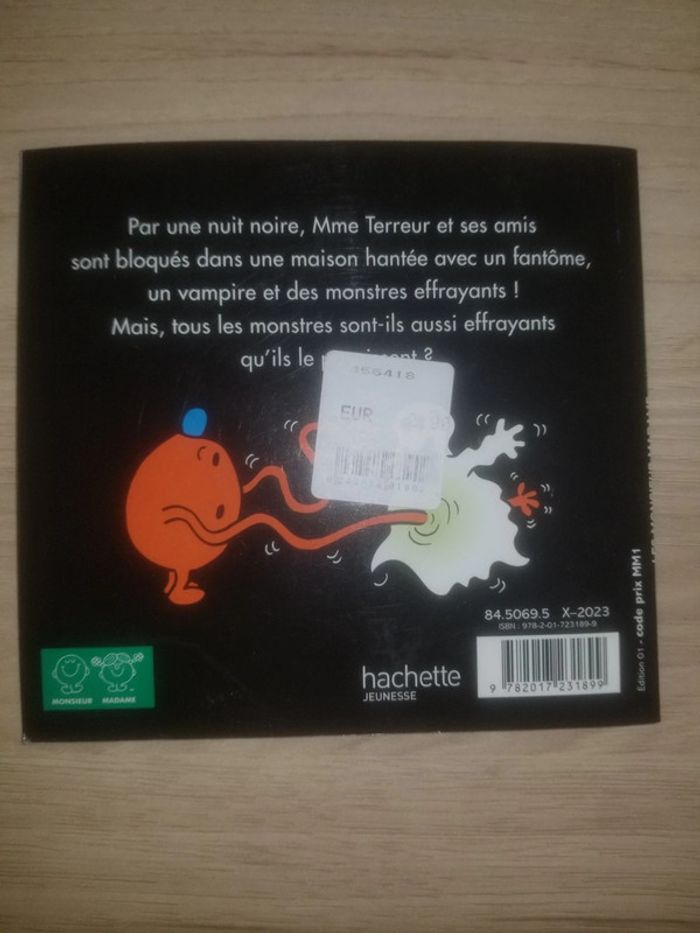 Par une nuit noire, Mme Terreur et ses amis
sont bloqués dans une maison hantée avec un fantôme,
un vampire et des monstres effrayants !
Mais, tous les monstres sont-ils aussi effrayants
qu'ils le ?
456418
EUR
84.5069.5 X–2023
ISBN : 978-2-01-723189-9
9 782017 231899
Edition 01 - code prix MM1
hachette
JEUNESSE
MONSIEUR MADAME